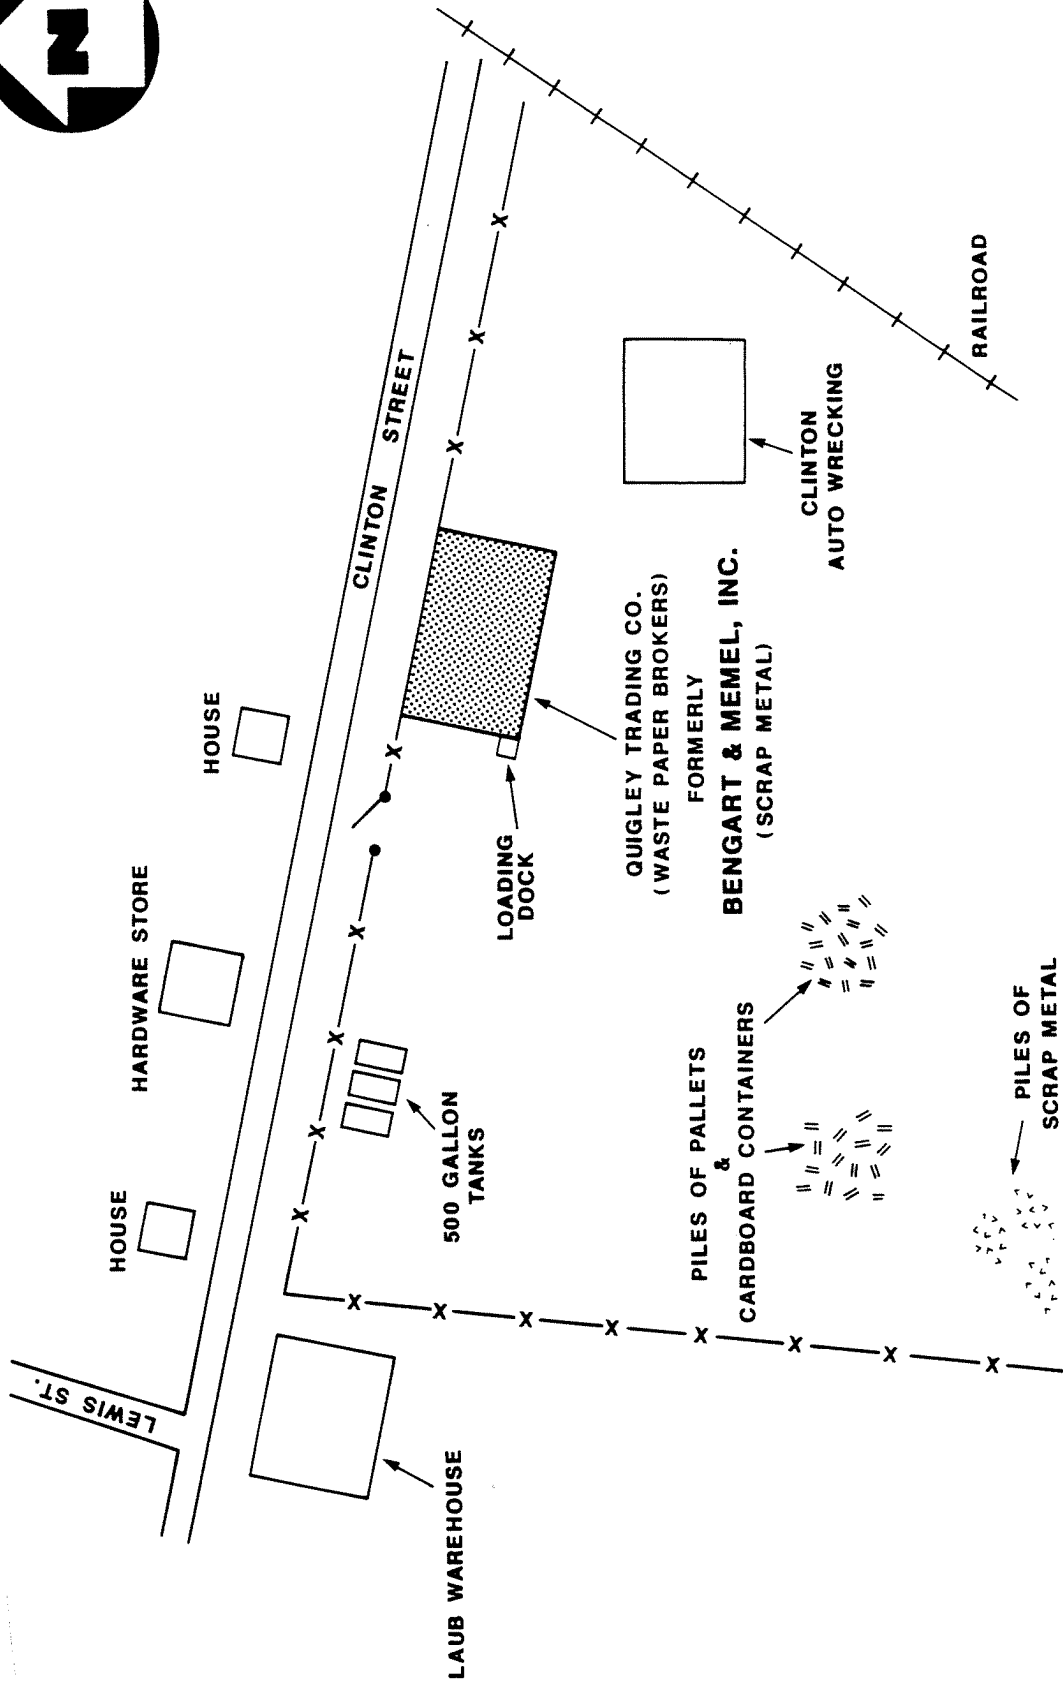 N
LEWIS ST.
HOUSE
HARDWARE STORE
HOUSE
CLINTON STREET
LAUB WAREHOUSE
500 GALLON
TANKS
LOADING
DOCK
QUIGLEY TRADING CO.
(WASTE PAPER BROKERS)
FORMERLY
BENGART & MEMEL, INC.
(SCRAP METAL)
CLINTON
AUTO WRECKING
RAILROAD
PILES OF PALLETS
&
CARDBOARD CONTAINERS
PILES OF
SCRAP METAL